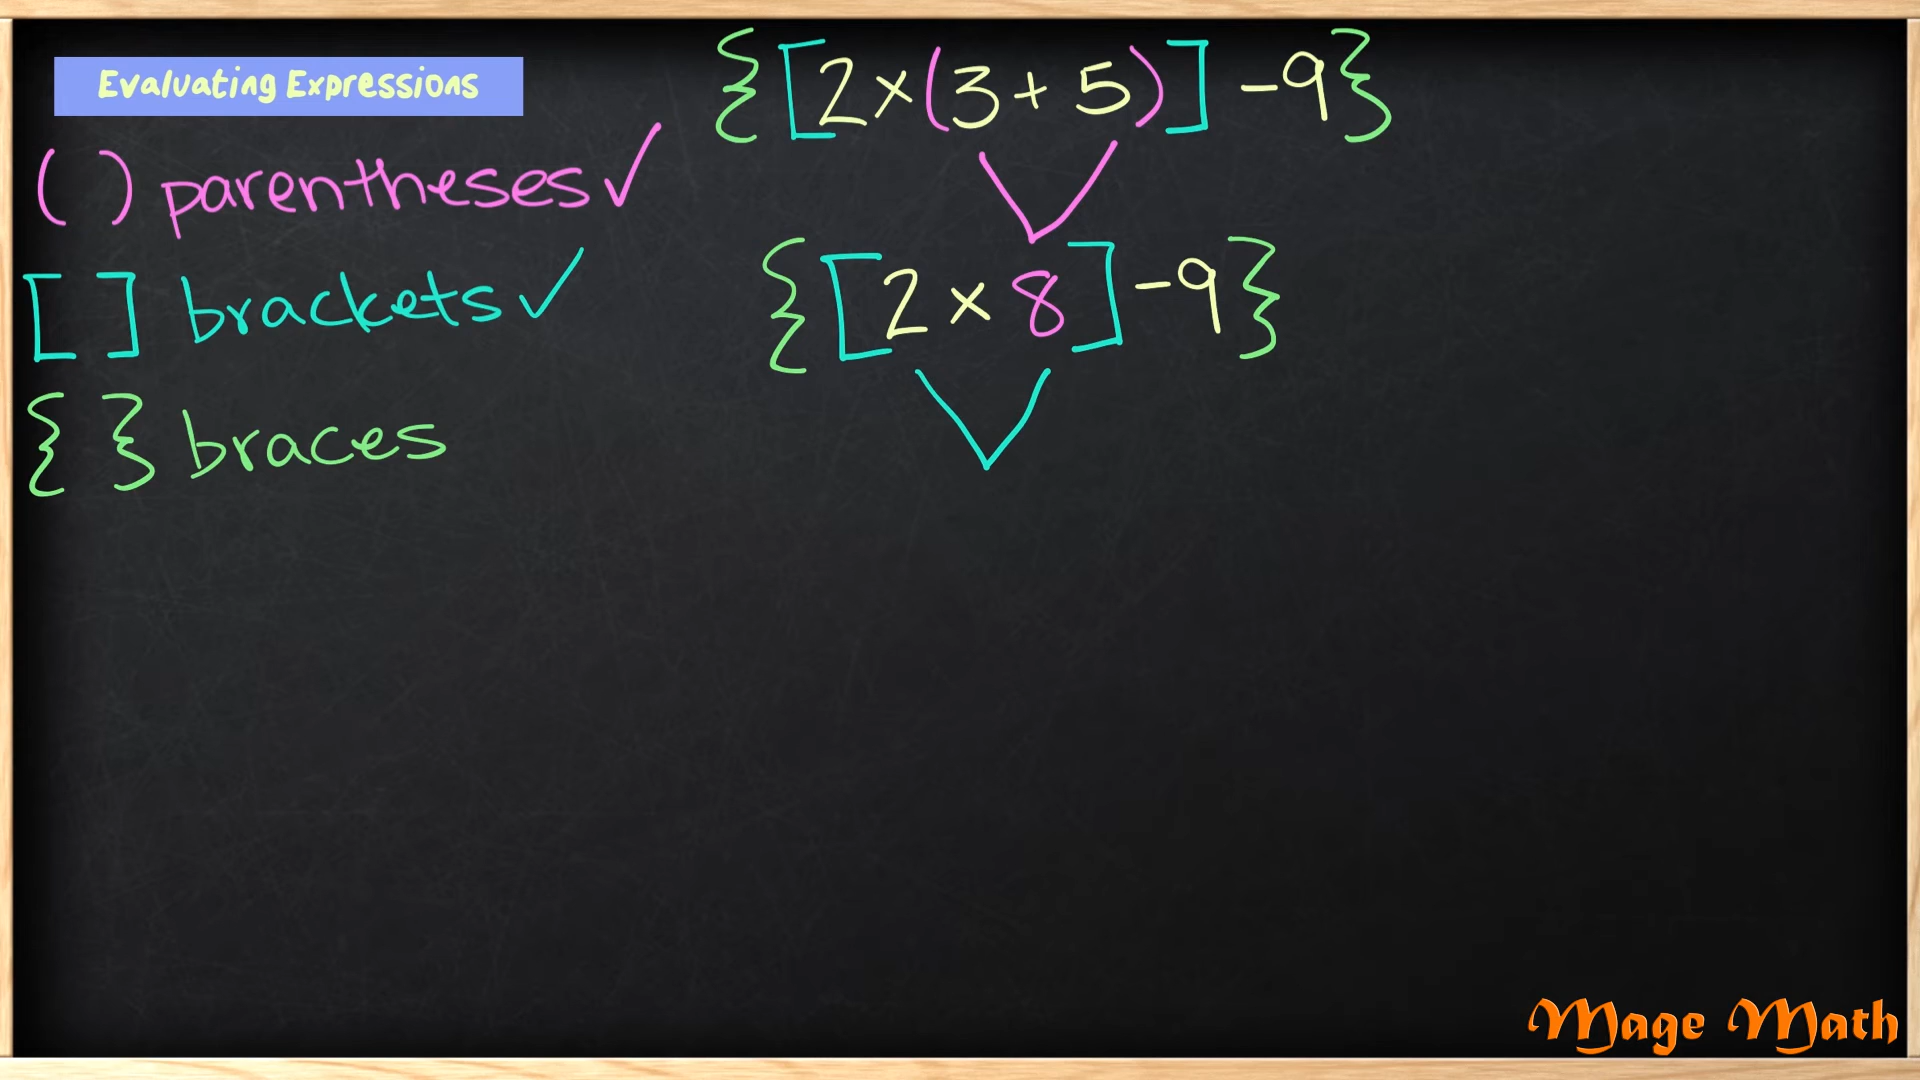 Evaluating Expressions
{[2×(3+5)]-9}
( ) parentheses ✓
[ ] brackets ✓
{[2×8]-9}
{ } braces
Mage Math